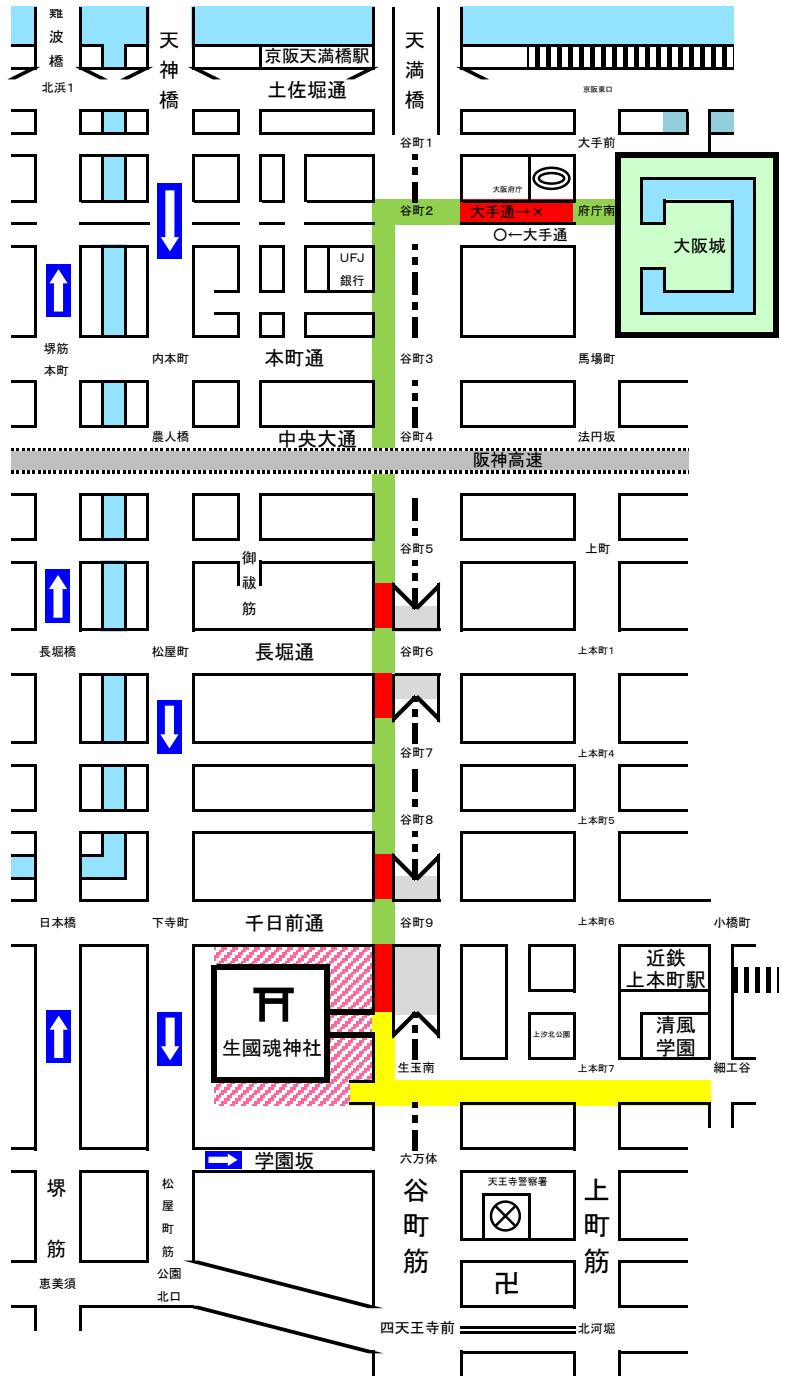 難波橋
天神橋
京阪天満橋駅
天満橋
北浜1
土佐堀通
京阪東口
谷町1
大手前
大阪府庁
谷町2
大手通→×
府庁南
○←大手通
大阪城
UFJ
銀行
堺筋
本町
内本町
本町通
谷町3
馬場町
農人橋
中央大通
谷町4
法円坂
阪神高速
谷町5
上町
御祓筋
長堀橋
松屋町
長堀通
谷町6
上本町1
谷町7
上本町4
谷町8
上本町5
日本橋
下寺町
千日前通
谷町9
上本町6
小橋町
近鉄
上本町駅
生國魂神社
上汐北公園
清風
学園
生玉南
上本町7
細工谷
学園坂
六万体
堺筋
松屋町筋
谷町筋
天王寺警察署
上町筋
公園
北口
恵美須
卍
四天王寺前
北河堀